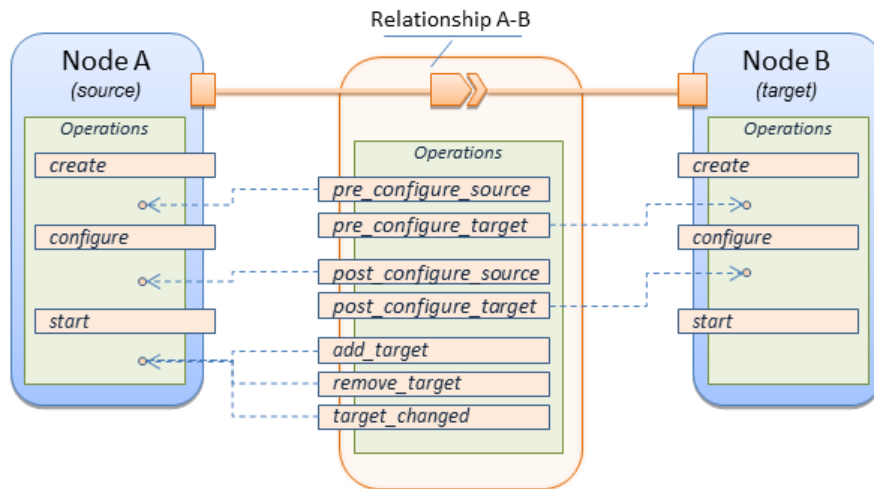 Relationship A-B
Node A
(source)
Operations
create
configure
start
Operations
pre_configure_source
pre_configure_target
post_configure_source
post_configure_target
add_target
remove_target
target_changed
Node B
(target)
Operations
create
configure
start